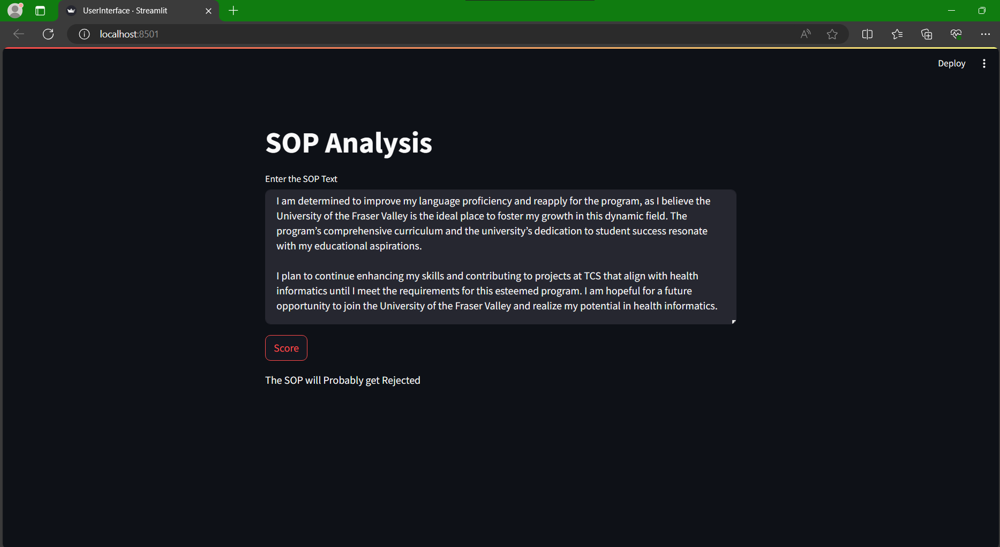 UserInterface · Streamlit
localhost:8501
Deploy
SOP Analysis
Enter the SOP Text
I am determined to improve my language proficiency and reapply for the program, as I believe the
University of the Fraser Valley is the ideal place to foster my growth in this dynamic field. The
program’s comprehensive curriculum and the university’s dedication to student success resonate
with my educational aspirations.
I plan to continue enhancing my skills and contributing to projects at TCS that align with health
informatics until I meet the requirements for this esteemed program. I am hopeful for a future
opportunity to join the University of the Fraser Valley and realize my potential in health informatics.
Score
The SOP will Probably get Rejected